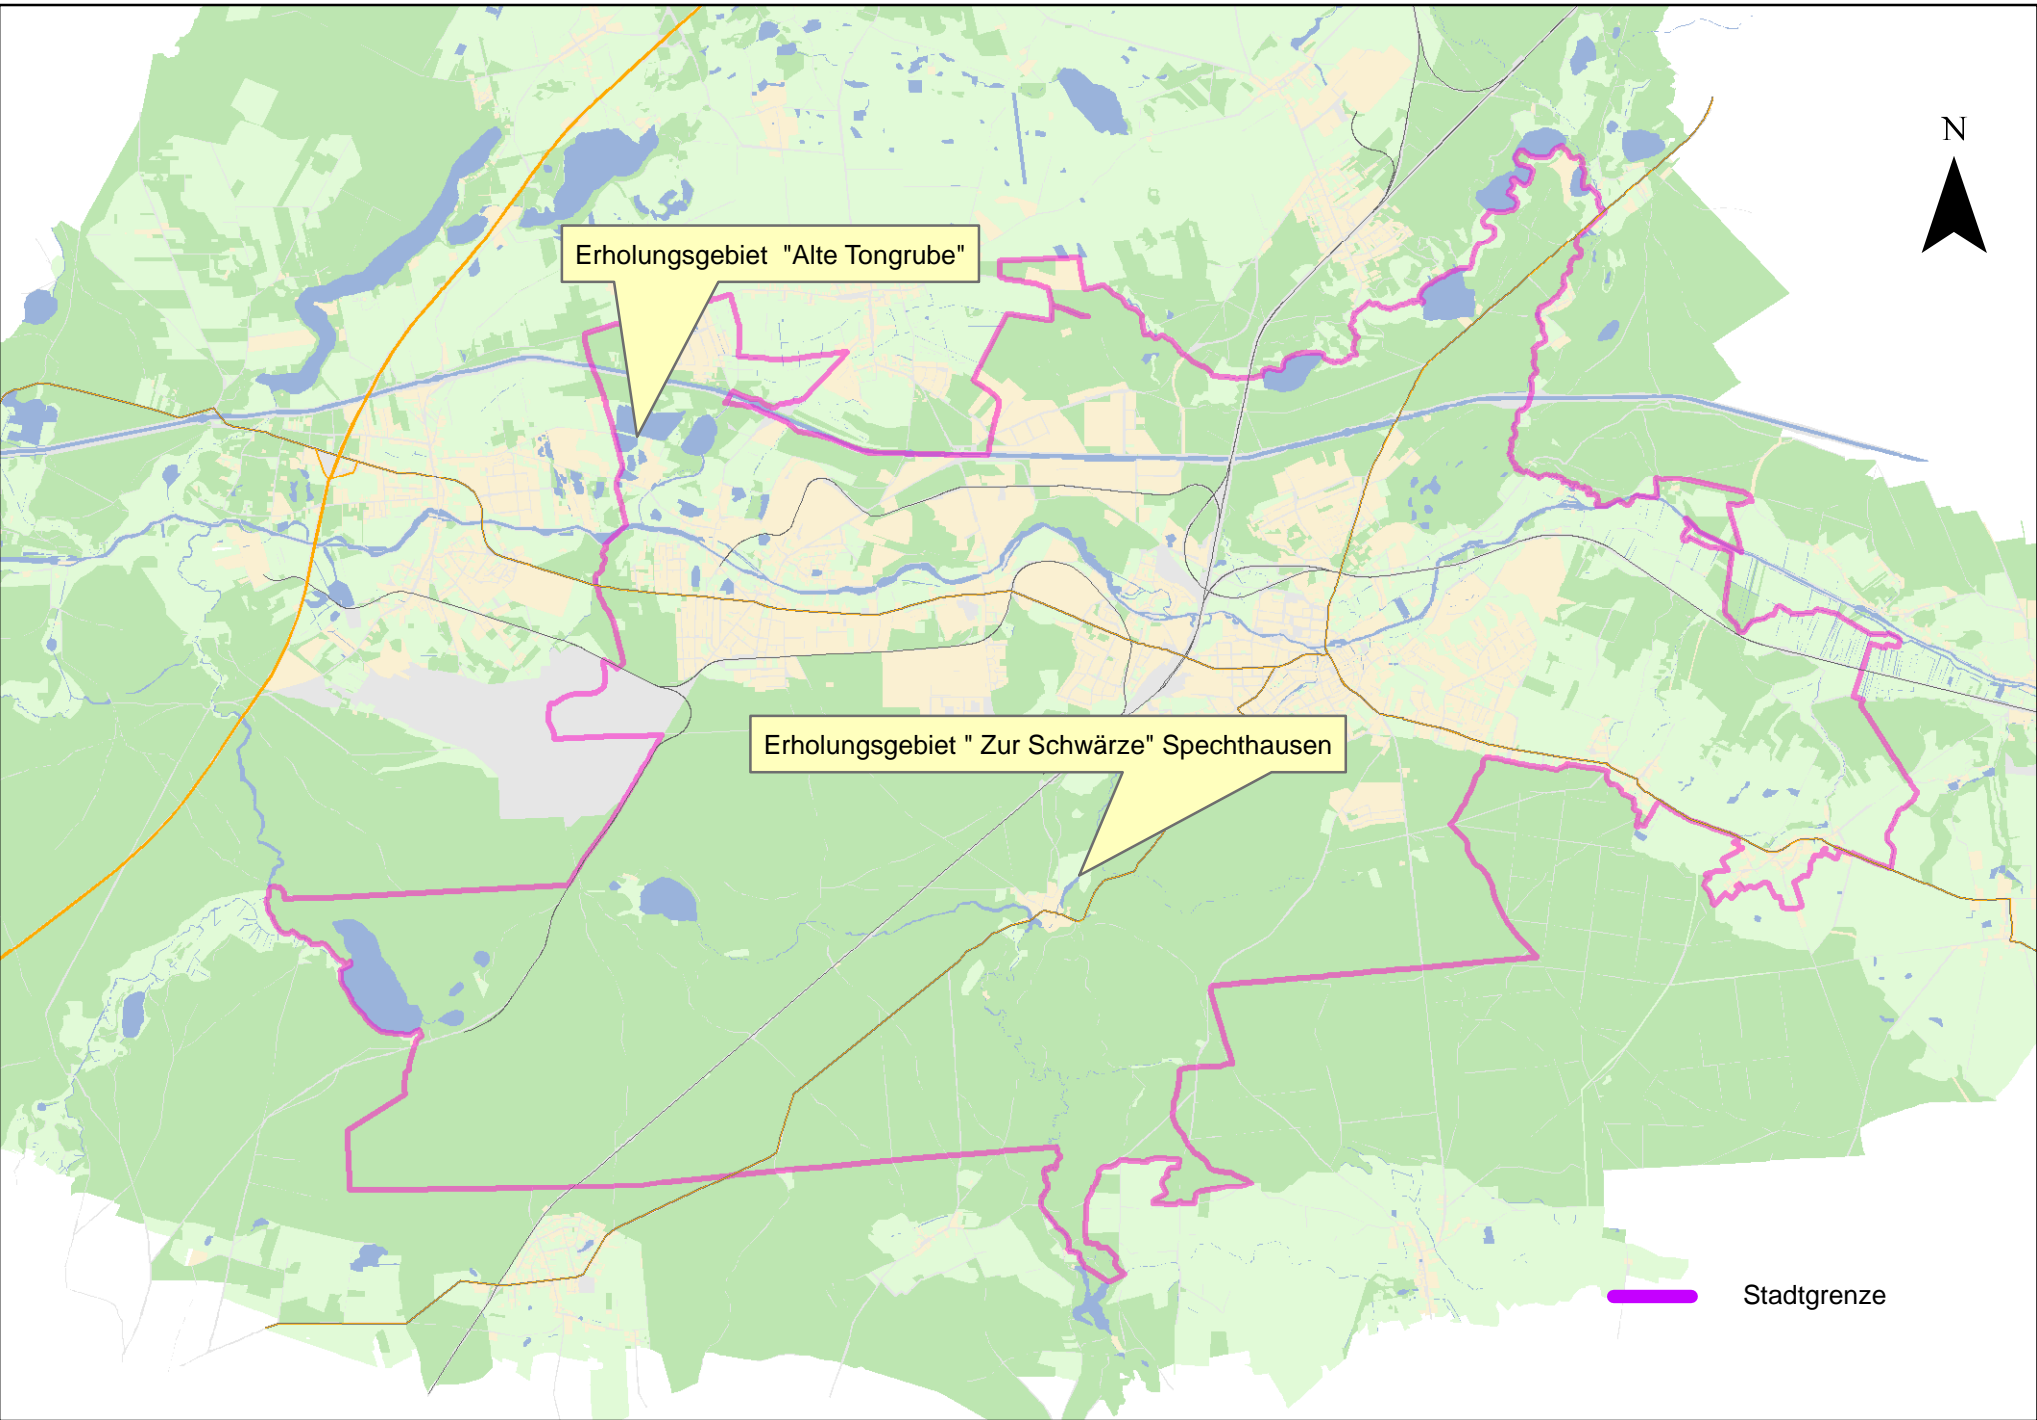 N
Erholungsgebiet "Alte Tongrube"
Erholungsgebiet " Zur Schwärze" Spechthausen
Stadtgrenze